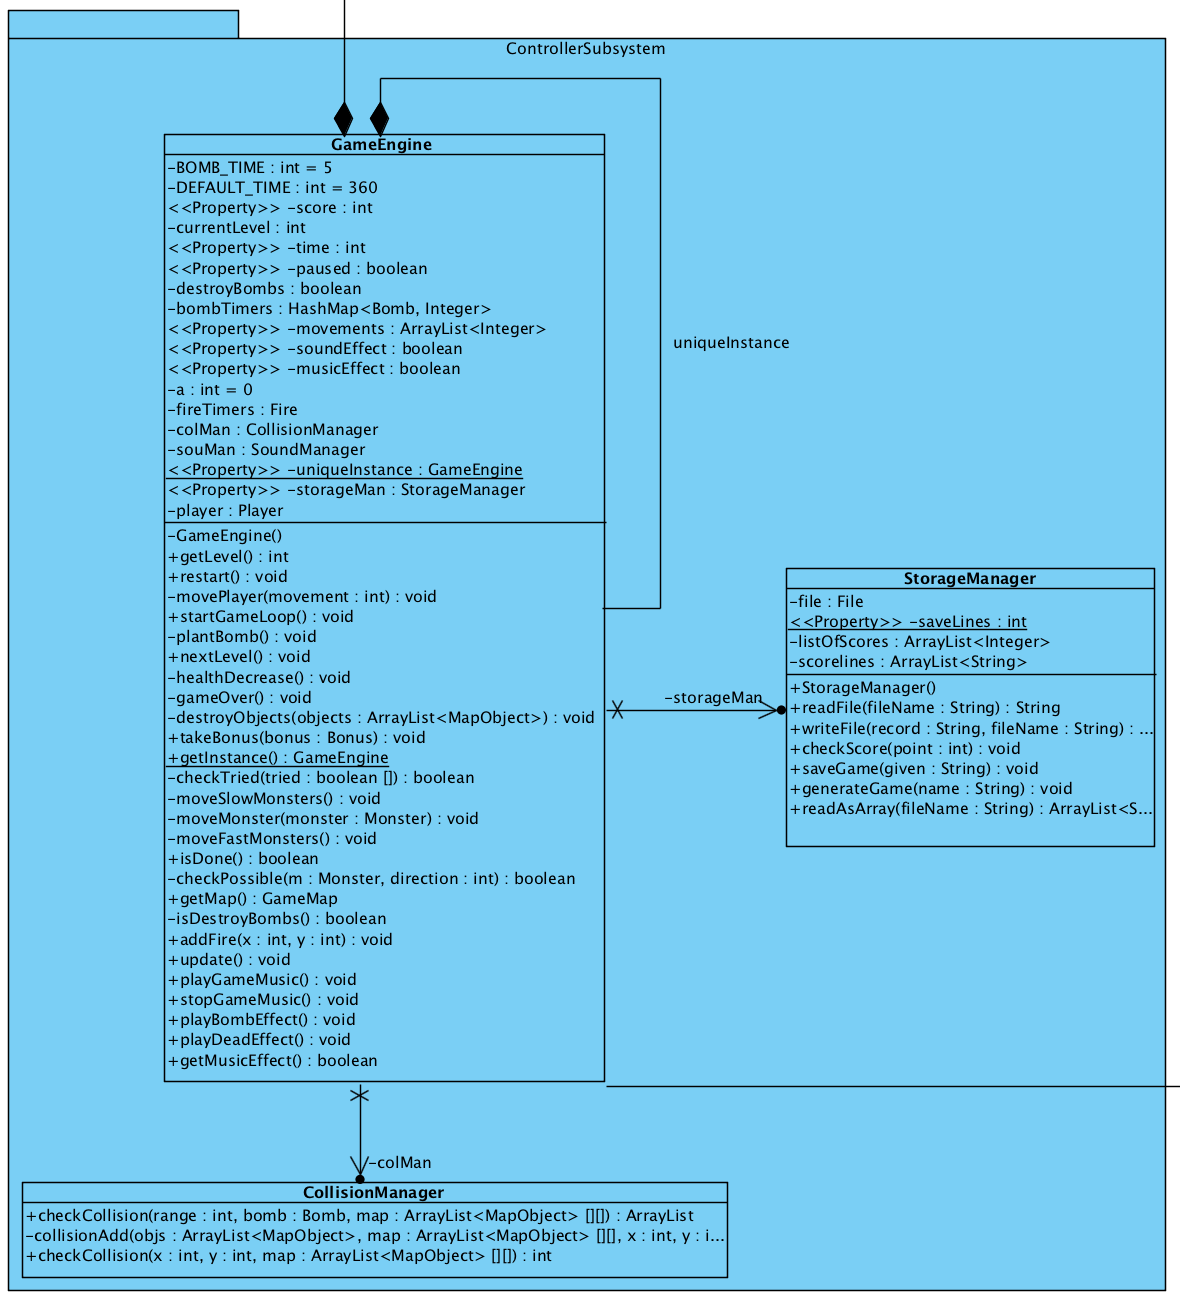 ControllerSubsystem
GameEngine
-BOMB_TIME : int = 5
-DEFAULT_TIME : int = 360
<<Property>> -score : int
-currentLevel : int
<<Property>> -time : int
<<Property>> -paused : boolean
-destroyBombs : boolean
-bombTimers : HashMap<Bomb, Integer>
<<Property>> -movements : ArrayList<Integer>
<<Property>> -soundEffect : boolean
<<Property>> -musicEffect : boolean
-a : int = 0
-fireTimers : Fire
-colMan : CollisionManager
-souMan : SoundManager
<<Property>> -uniqueInstance : GameEngine
<<Property>> -storageMan : StorageManager
-player : Player
-GameEngine()
+getLevel() : int
+restart() : void
-movePlayer(movement : int) : void
+startGameLoop() : void
-plantBomb() : void
+nextLevel() : void
-healthDecrease() : void
-gameOver() : void
-destroyObjects(objects : ArrayList<MapObject>) : void
+takeBonus(bonus : Bonus) : void
+getInstance() : GameEngine
-checkTried(tried : boolean []) : boolean
-moveSlowMonsters() : void
-moveMonster(monster : Monster) : void
-moveFastMonsters() : void
+isDone() : boolean
-checkPossible(m : Monster, direction : int) : boolean
+getMap() : GameMap
-isDestroyBombs() : boolean
+addFire(x : int, y : int) : void
+update() : void
+playGameMusic() : void
+stopGameMusic() : void
+playBombEffect() : void
+playDeadEffect() : void
+getMusicEffect() : boolean
uniqueInstance
-storageMan
StorageManager
-file : File
<<Property>> -saveLines : int
-listOfScores : ArrayList<Integer>
-scorelines : ArrayList<String>
+StorageManager()
+readFile(fileName : String) : String
+writeFile(record : String, fileName : String) : ...
+checkScore(point : int) : void
+saveGame(given : String) : void
+generateGame(name : String) : void
+readAsArray(fileName : String) : ArrayList<S...
-colMan
CollisionManager
+checkCollision(range : int, bomb : Bomb, map : ArrayList<MapObject> [][]) : ArrayList
-collisionAdd(objs : ArrayList<MapObject>, map : ArrayList<MapObject> [][], x : int, y : i...
+checkCollision(x : int, y : int, map : ArrayList<MapObject> [][]) : int